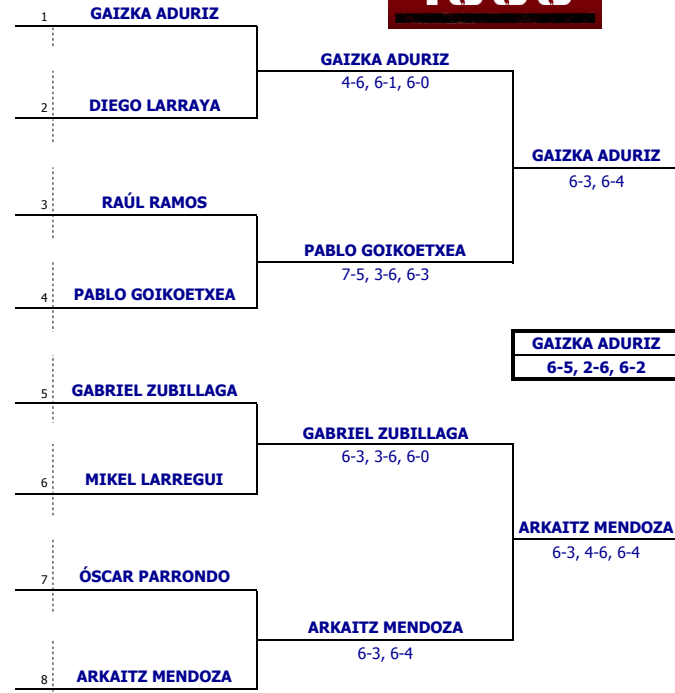 1 GAIZKA ADURIZ
GAIZKA ADURIZ
4-6, 6-1, 6-0
2 DIEGO LARRAYA
GAIZKA ADURIZ
6-3, 6-4
3 RAÚL RAMOS
PABLO GOIKOETXEA
7-5, 3-6, 6-3
4 PABLO GOIKOETXEA
GAIZKA ADURIZ
6-5, 2-6, 6-2
5 GABRIEL ZUBILLAGA
GABRIEL ZUBILLAGA
6-3, 3-6, 6-0
6 MIKEL LARREGUI
ARKAITZ MENDOZA
6-3, 4-6, 6-4
7 ÓSCAR PARRONDO
ARKAITZ MENDOZA
6-3, 6-4
8 ARKAITZ MENDOZA